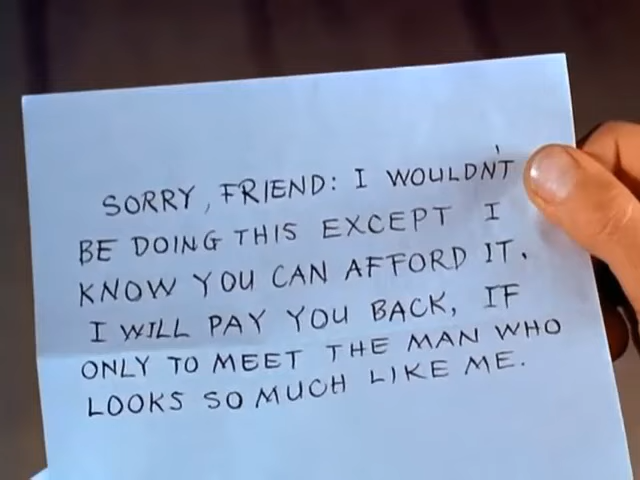 SORRY, FRIEND: I WOULDN'T
BE DOING THIS EXCEPT I
KNOW YOU CAN AFFORD IT.
I WILL PAY YOU BACK, IF
ONLY TO MEET THE MAN WHO
LOOKS SO MUCH LIKE ME.